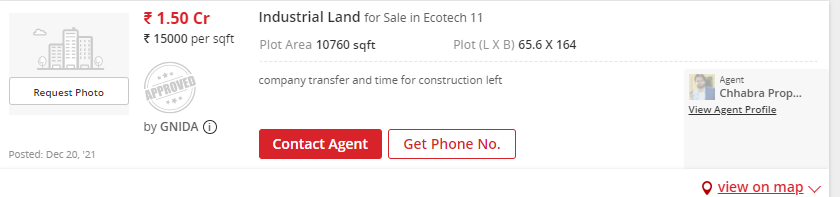 ₹ 1.50 Cr
₹ 15000 per sqft
Request Photo
APPROVED
by GNIDA i
Posted: Dec 20, '21
Industrial Land for Sale in Ecotech 11
Plot Area 10760 sqft Plot (L X B) 65.6 X 164
company transfer and time for construction left
Contact Agent Get Phone No.
Agent
Chhabra Prop...
View Agent Profile
view on map